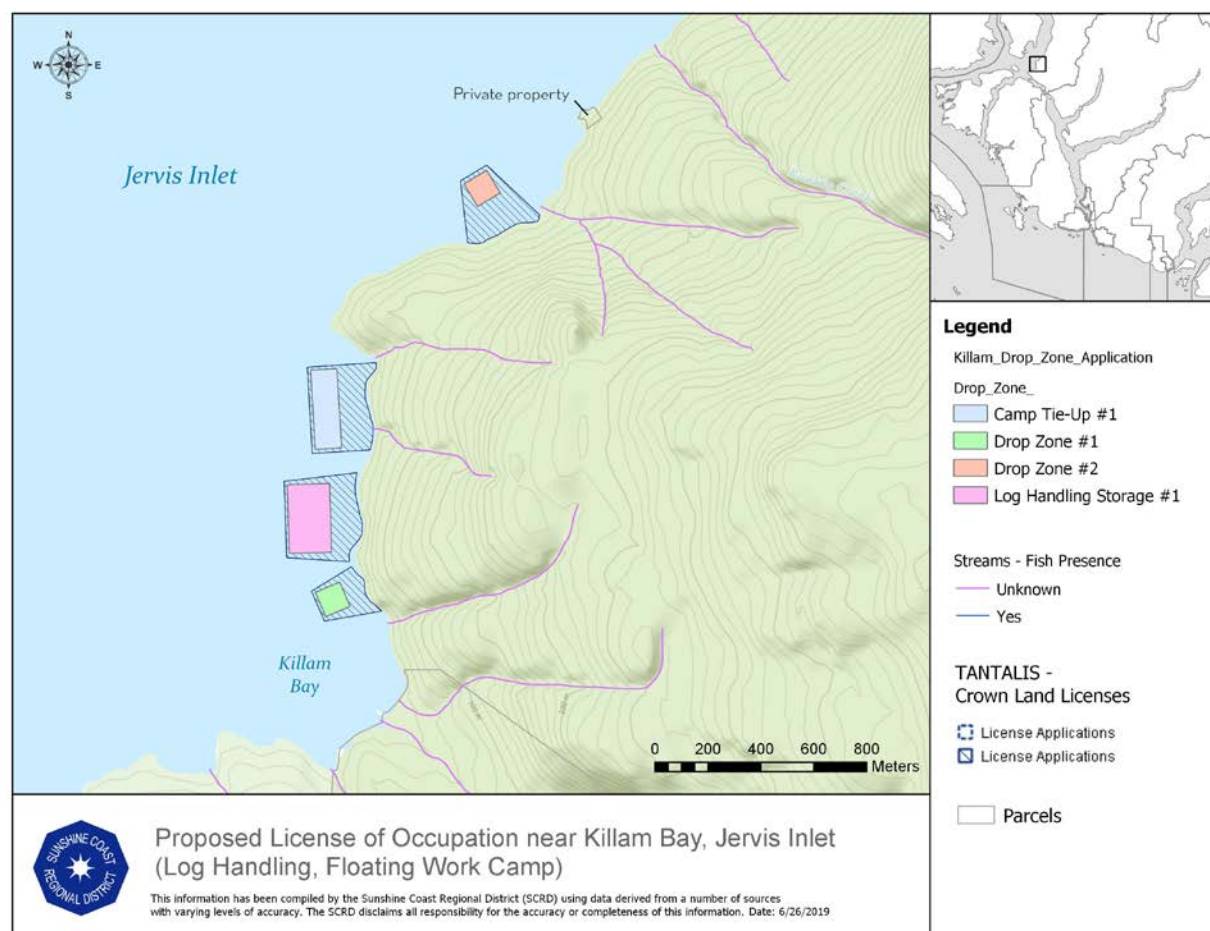 N
W E
S
Private property
Jervis Inlet
Killam
Bay
0 200 400 600 800
Meters
Legend
Killam_Drop_Zone_Application
Drop_Zone_
Camp Tie-Up #1
Drop Zone #1
Drop Zone #2
Log Handling Storage #1
Streams - Fish Presence
Unknown
Yes
TANTALIS -
Crown Land Licenses
License Applications
License Applications
Parcels
SUNSHINE COAST
REGIONAL DISTRICT
Proposed License of Occupation near Killam Bay, Jervis Inlet
(Log Handling, Floating Work Camp)
This information has been compiled by the Sunshine Coast Regional District (SCRD) using data derived from a number of sources
with varying levels of accuracy. The SCRD disclaims all responsibility for the accuracy or completeness of this information. Date: 6/26/2019